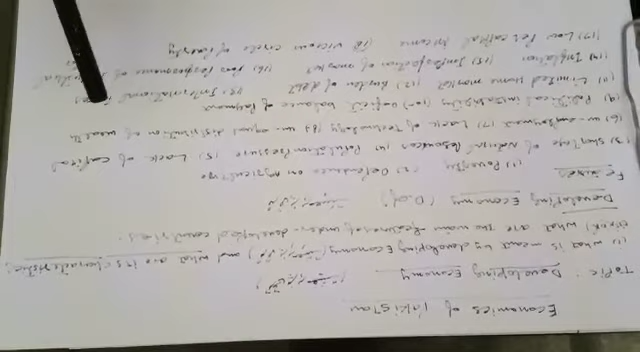 Economics of Pakistan
Topic: Developing Economy
(1) what is meant by developing Economy () and what are its characteristics.
(OR) what are the main features of under-developed countries.
Developing Economy (Def)
Features (1) Poverty (2) Dependence on agriculture
(3) shortage of Natural Resources (4) Population Pressure (5) Lack of capital
(6) un-employment (7) Lack of Technology (8) un-equal distribution of wealth
(9) Political instability (10) Deficit balance of Payment
(11) Limited Home market (12) Burden of debt (13) International
(14) Inflation (15) Imperfection of market (16) Poor performance of
(17) Low Per capital income (18) vicious circle of Poverty